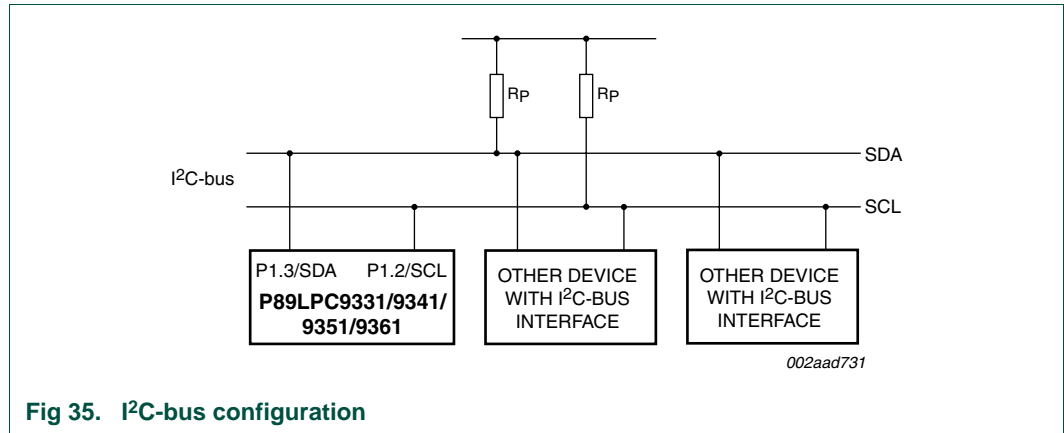 RP RP
SDA
I2C-bus
SCL
P1.3/SDA P1.2/SCL
P89LPC9331/9341/
9351/9361
OTHER DEVICE
WITH I2C-BUS
INTERFACE
OTHER DEVICE
WITH I2C-BUS
INTERFACE
002aad731
Fig 35. I2C-bus configuration